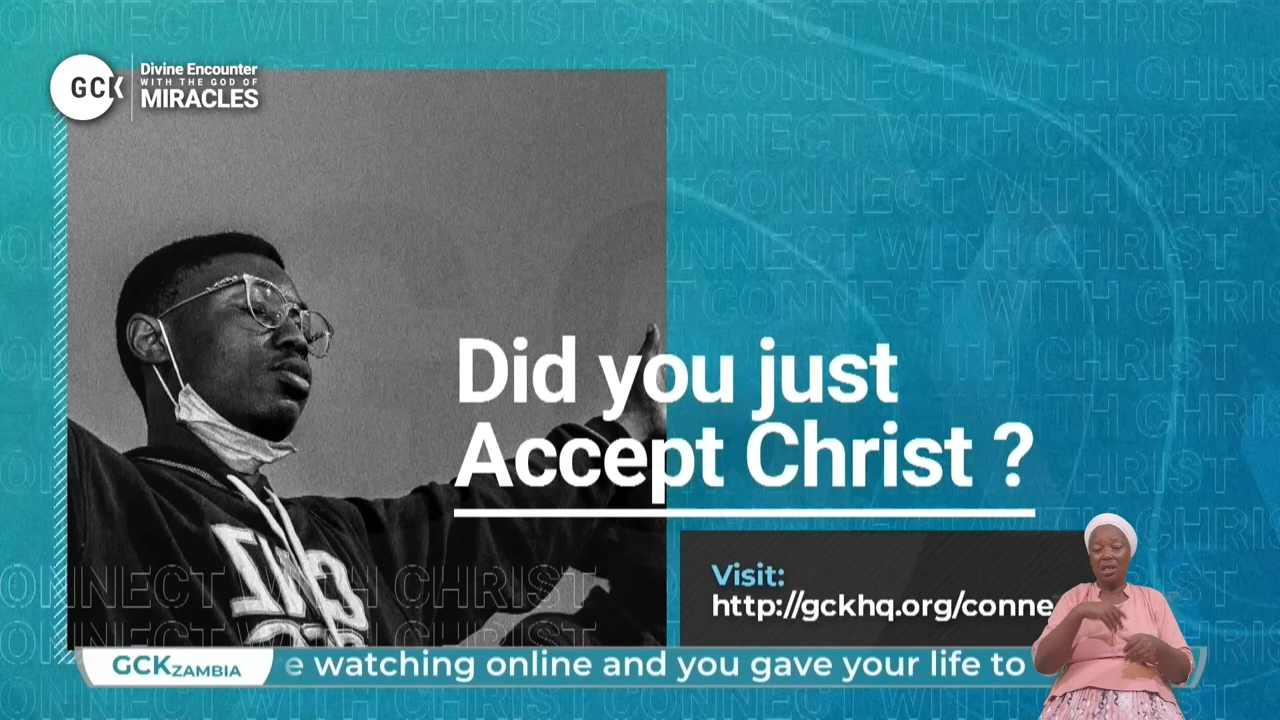 CONNECT WITH CHRIST
GCK
Divine Encounter
WITH THE GOD OF
MIRACLES
Did you just
Accept Christ ?
Visit:
http://gckhq.org/conne
GCK ZAMBIA
e watching online and you gave your life to